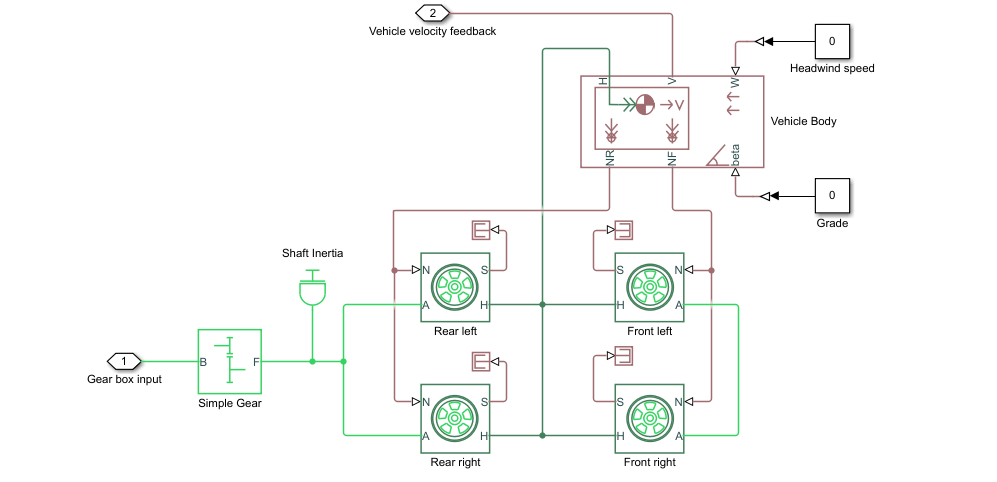 2
Vehicle velocity feedback
0
Headwind speed
H
V
W
V
Vehicle Body
NR
NF
beta
0
Grade
Shaft Inertia
N
S
A
H
Rear left
S
N
H
A
Front left
1
Gear box input
B
F
Simple Gear
N
S
A
H
Rear right
S
N
H
A
Front right